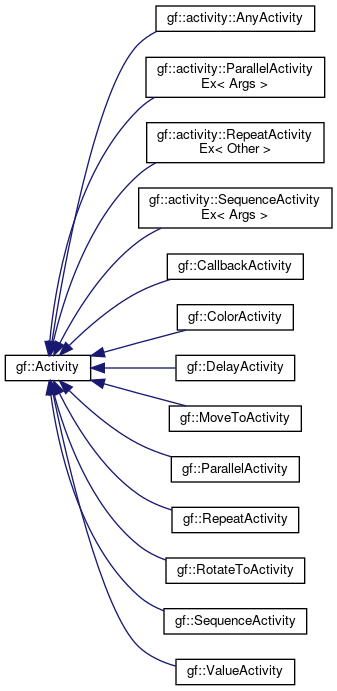 gf::activity::AnyActivity
gf::activity::ParallelActivity
Ex< Args >
gf::activity::RepeatActivity
Ex< Other >
gf::activity::SequenceActivity
Ex< Args >
gf::CallbackActivity
gf::ColorActivity
gf::Activity
gf::DelayActivity
gf::MoveToActivity
gf::ParallelActivity
gf::RepeatActivity
gf::RotateToActivity
gf::SequenceActivity
gf::ValueActivity